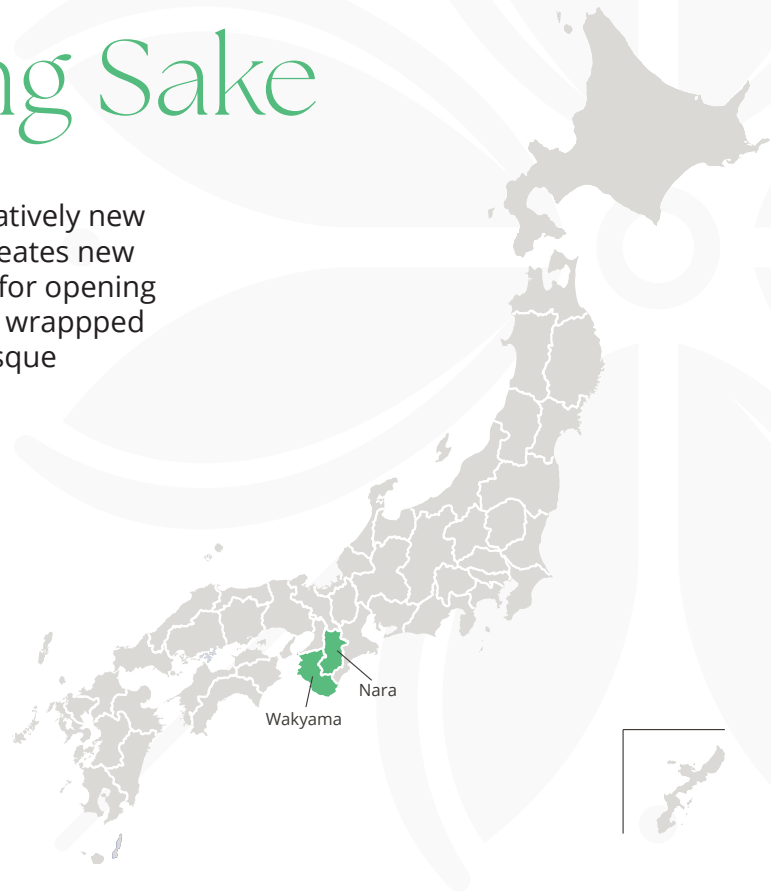 ng Sake
atively new
eates new
for opening
wrappped
sque
Nara
Wakyama